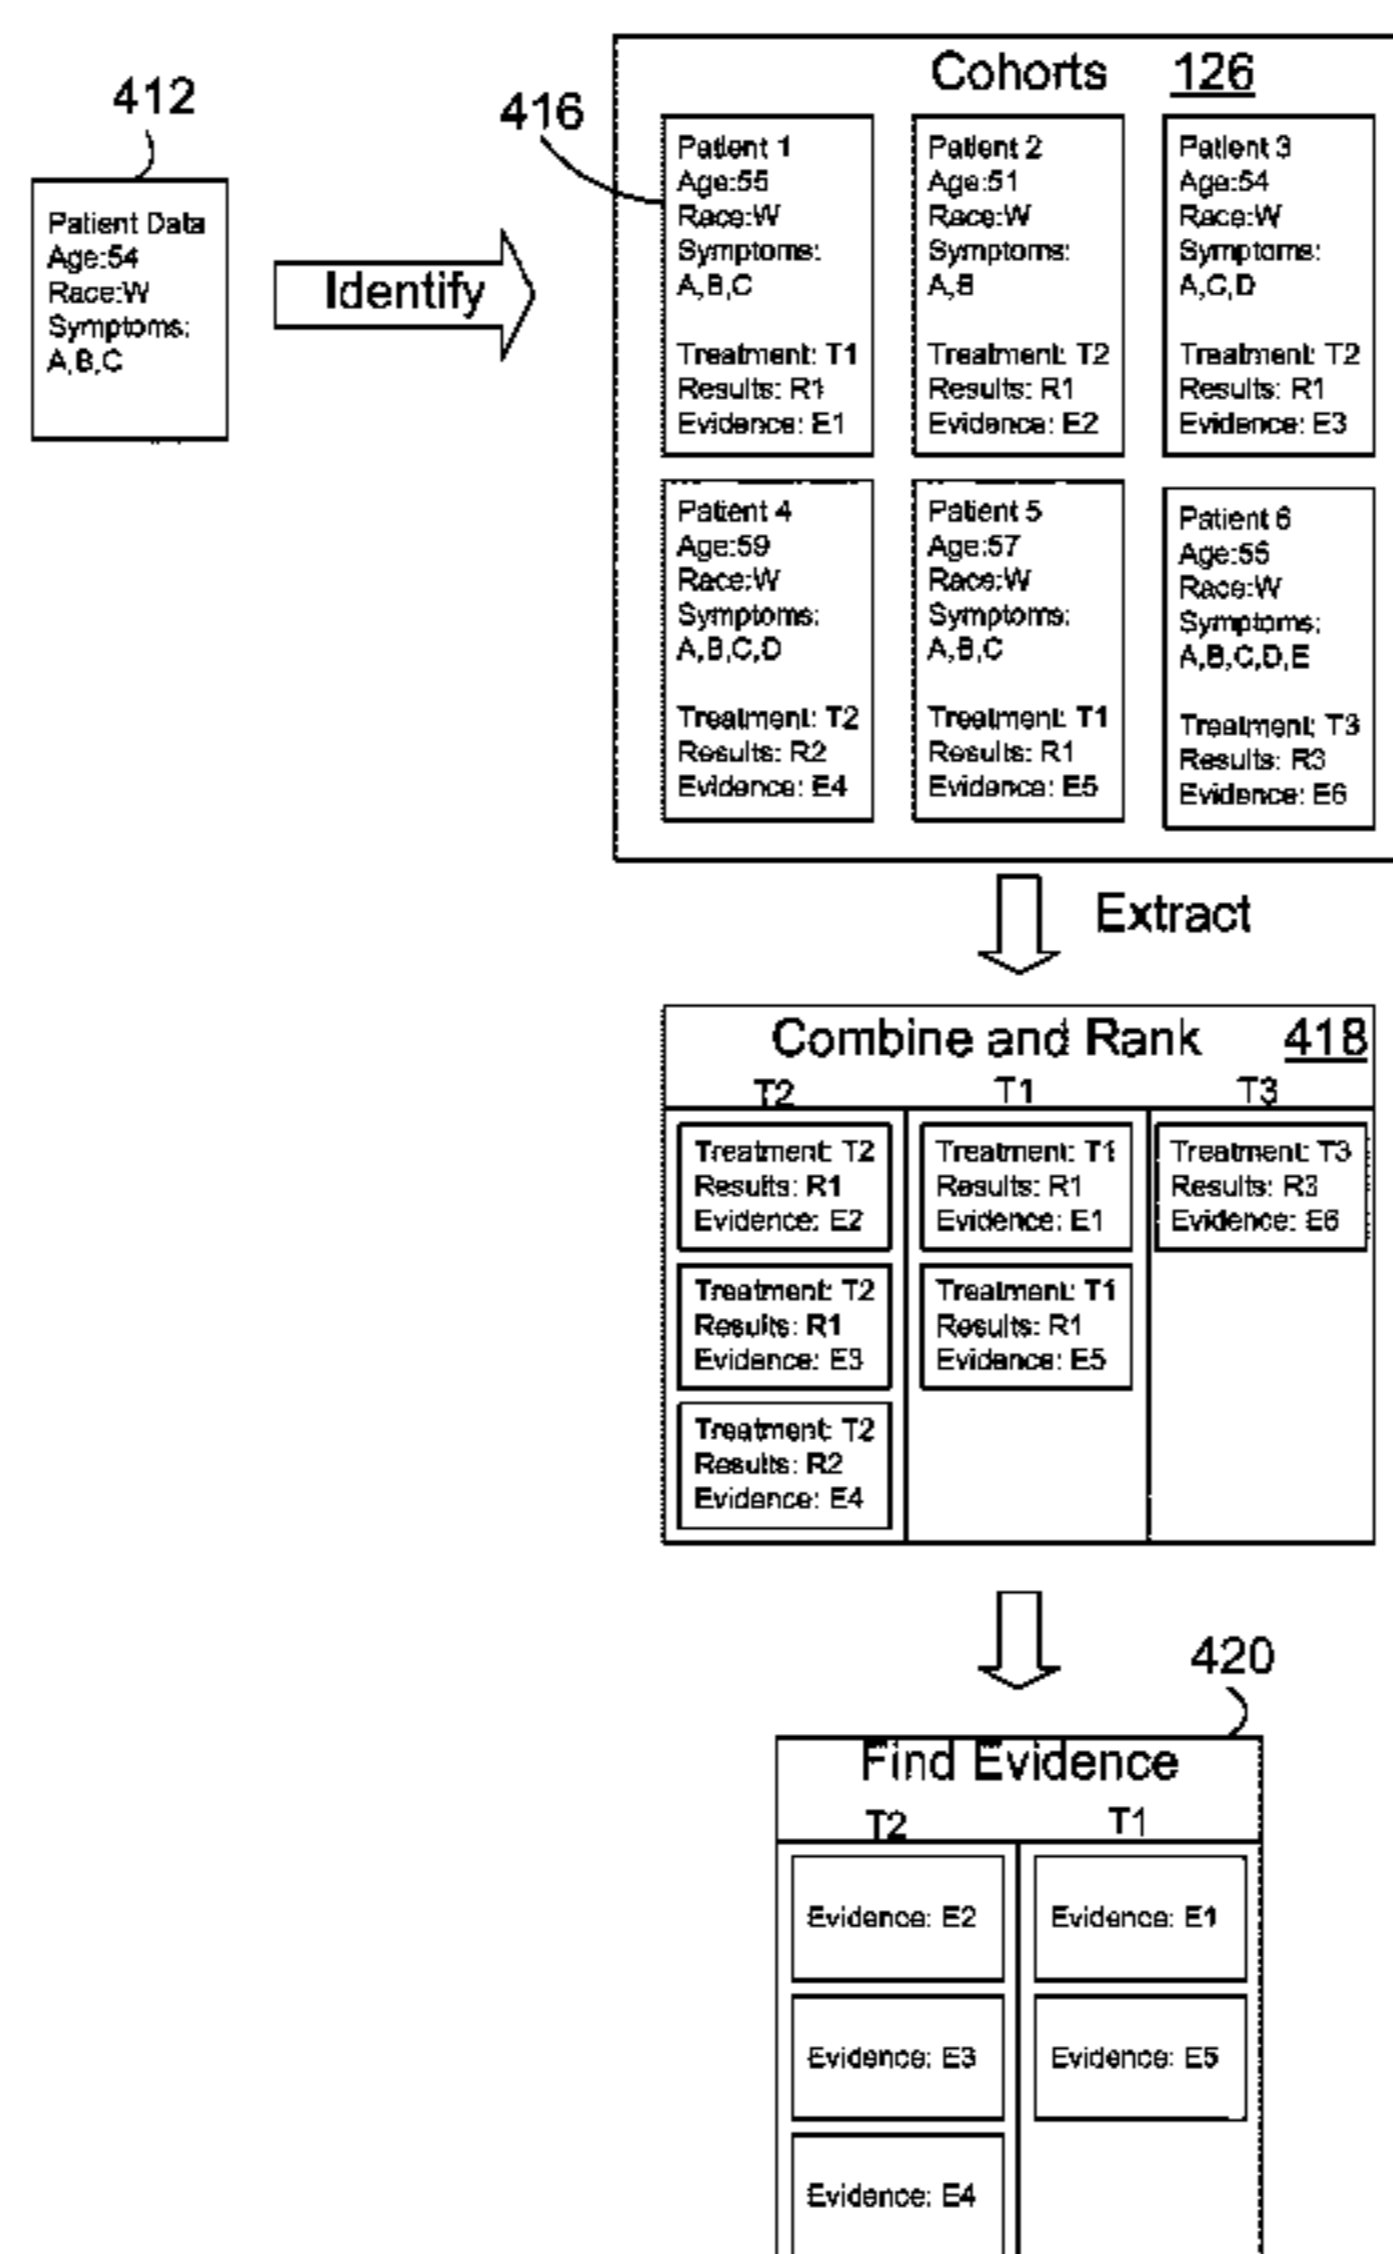 412
Patient Data
Age:54
Race:W
Symptoms:
A,B,C
Identify
416
Cohorts 126
Patient 1
Age:55
Race:W
Symptoms:
A,B,C
Treatment: T1
Results: R1
Evidence: E1
Patient 2
Age:51
Race:W
Symptoms:
A,B
Treatment: T2
Results: R1
Evidence: E2
Patient 3
Age:54
Race:W
Symptoms:
A,C,D
Treatment: T2
Results: R1
Evidence: E3
Patient 4
Age:59
Race:W
Symptoms:
A,B,C,D
Treatment: T2
Results: R2
Evidence: E4
Patient 5
Age:57
Race:W
Symptoms:
A,B,C
Treatment: T1
Results: R1
Evidence: E5
Patient 6
Age:55
Race:W
Symptoms:
A,B,C,D,E
Treatment: T3
Results: R3
Evidence: E6
Extract
Combine and Rank 418
T2 T1 T3
Treatment: T2
Results: R1
Evidence: E2
Treatment: T1
Results: R1
Evidence: E1
Treatment: T3
Results: R3
Evidence: E6
Treatment: T2
Results: R1
Evidence: E3
Treatment: T1
Results: R1
Evidence: E5
Treatment: T2
Results: R2
Evidence: E4
420
Find Evidence
T2 T1
Evidence: E2
Evidence: E1
Evidence: E3
Evidence: E5
Evidence: E4